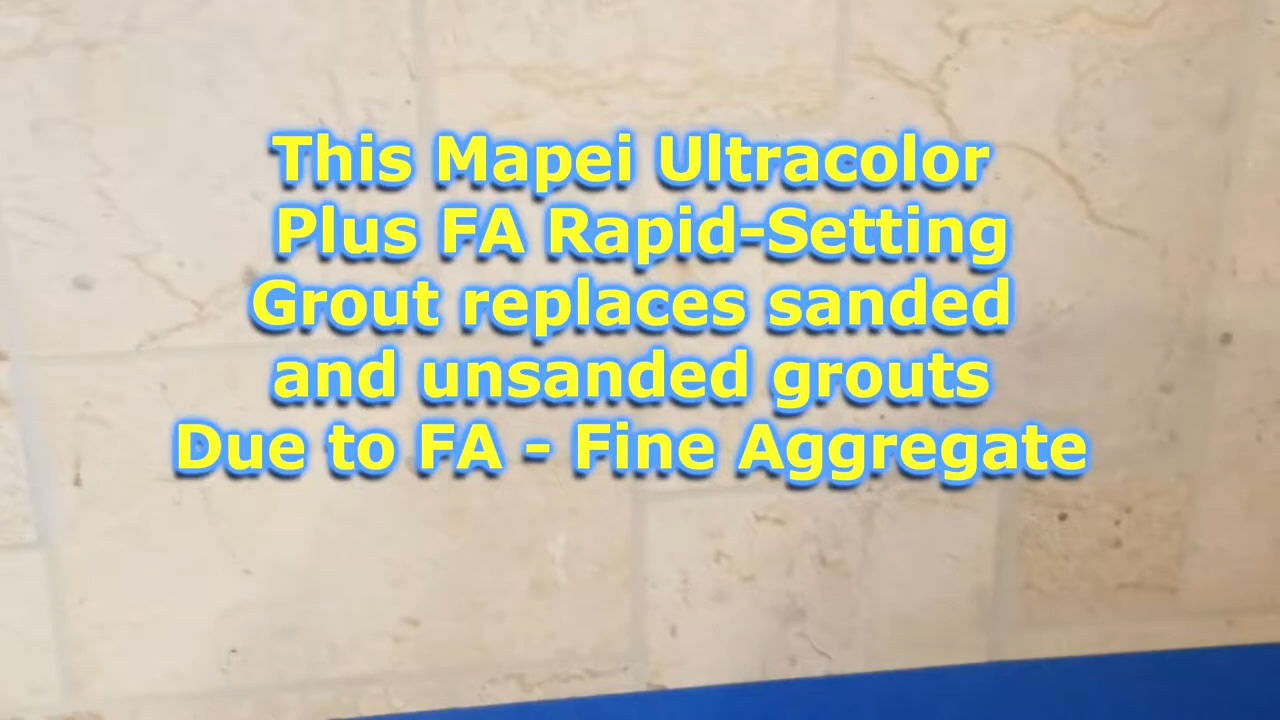 This Mapei Ultracolor
Plus FA Rapid-Setting
Grout replaces sanded
and unsanded grouts
Due to FA - Fine Aggregate